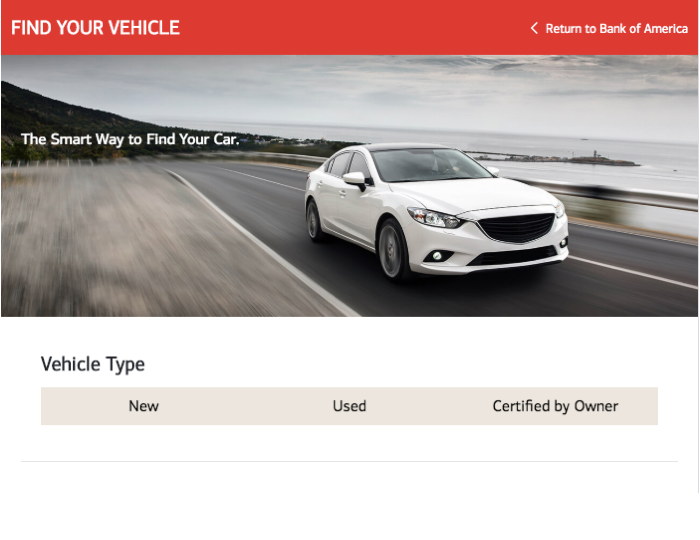 FIND YOUR VEHICLE
Return to Bank of America
The Smart Way to Find Your Car.
Vehicle Type
New Used Certified by Owner